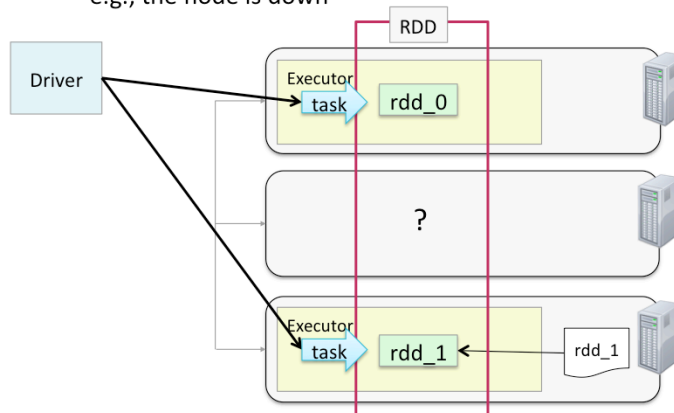 e.g., the node is down
RDD
Driver
Executor
task
rdd_0
?
Executor
task
rdd_1
rdd_1